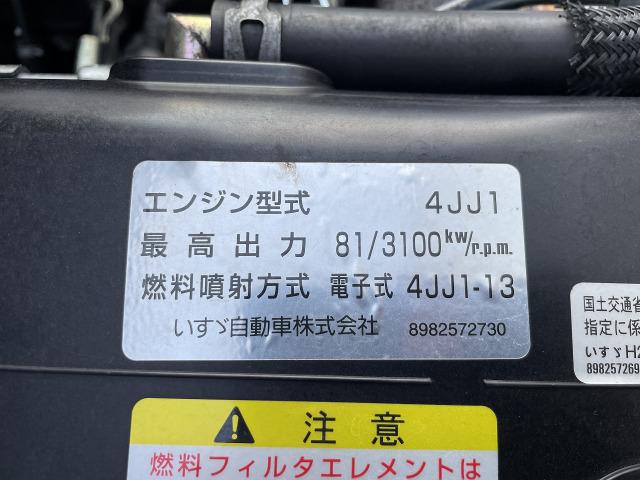 エンジン型式 4JJ1
最高出力 81/3100kw/r.p.m.
燃料噴射方式 電子式 4JJ1-13
いすゞ自動車株式会社 8982572730
国土交通省
指定に係
いすゞH2
898257269
注意
燃料フィルタエレメントは